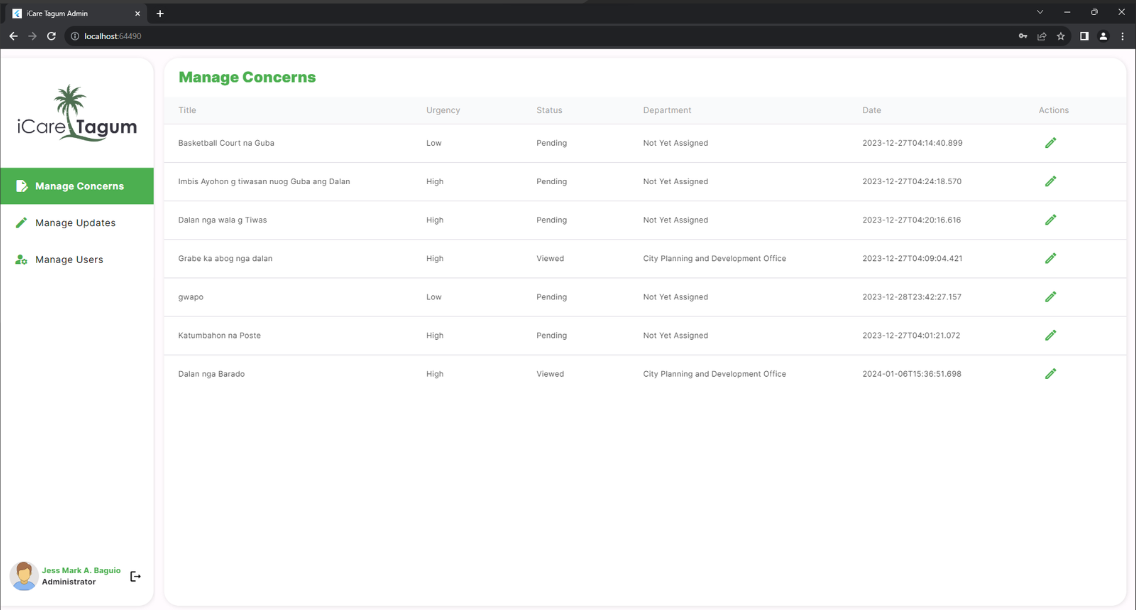 iCare Tagum Admin
localhost:64490
iCare Tagum
Manage Concerns
Manage Updates
Manage Users
Jess Mark A. Baguio
Administrator
Manage Concerns
Title Urgency Status Department Date Actions
Basketball Court na Guba Low Pending Not Yet Assigned 2023-12-27T04:14:40.899
Imbis Ayohon g tiwasan nuog Guba ang Dalan High Pending Not Yet Assigned 2023-12-27T04:24:18.570
Dalan nga wala g Tiwas High Pending Not Yet Assigned 2023-12-27T04:20:16.616
Grabe ka abog nga dalan High Viewed City Planning and Development Office 2023-12-27T04:09:04.421
gwapo Low Pending Not Yet Assigned 2023-12-28T23:42:27.157
Katumbahon na Poste High Pending Not Yet Assigned 2023-12-27T04:01:21.072
Dalan nga Barado High Viewed City Planning and Development Office 2024-01-06T15:36:51.698